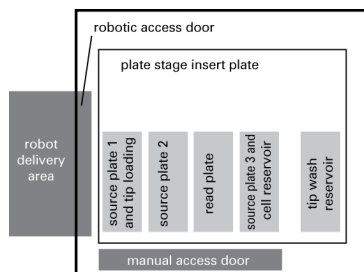 robotic access door
plate stage insert plate
robot
delivery
area
source plate 1
and tip loading
source plate 2
read plate
source plate 3 and
cell reservoir
tip wash
reservoir
manual access door